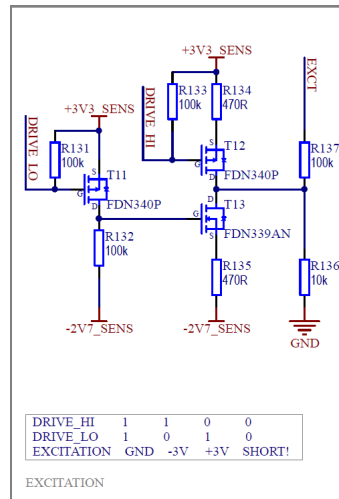 +3V3_SENS
EXCT
DRIVE_HI
R133
100k
R134
470R
+3V3_SENS
DRIVE_LO
R131
100k
T12
R137
100k
S
G
D
FDN340P
T11
S
G
D
FDN340P
T13
D
G
S
FDN339AN
R132
100k
R135
470R
R136
10k
-2V7_SENS
-2V7_SENS
GND
DRIVE_HI 1 1 0 0
DRIVE_LO 1 0 1 0
EXCITATION GND -3V +3V SHORT!
EXCITATION